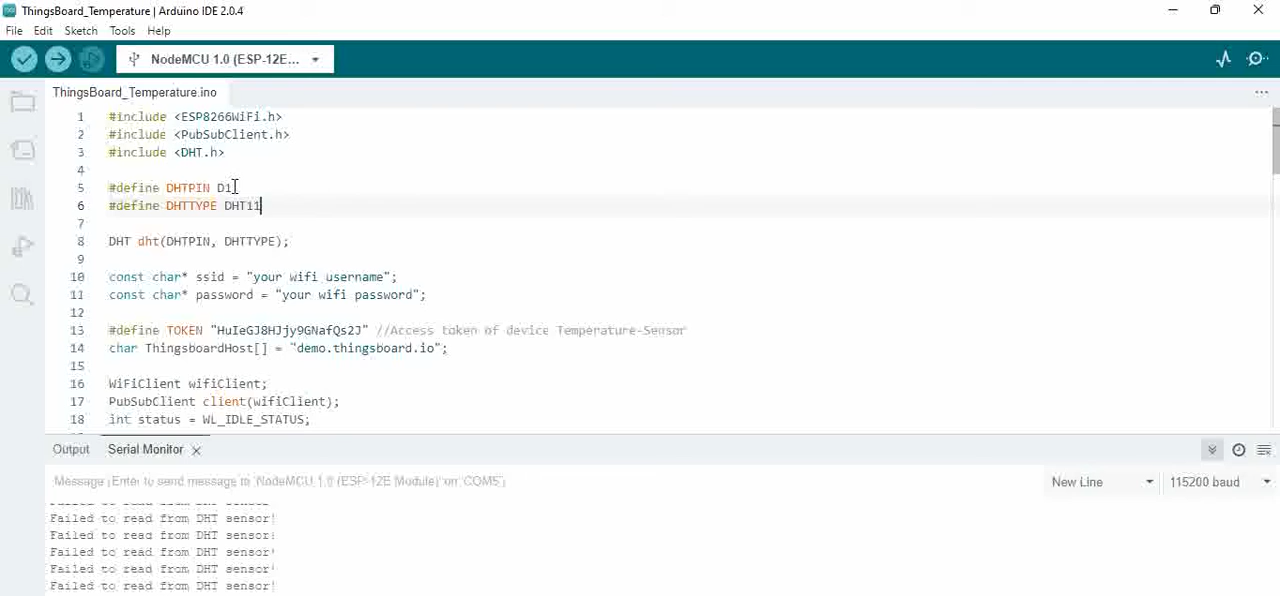 ThingsBoard_Temperature | Arduino IDE 2.0.4
File Edit Sketch Tools Help
NodeMCU 1.0 (ESP-12E...
ThingsBoard_Temperature.ino
1 #include <ESP8266WiFi.h>
2 #include <PubSubClient.h>
3 #include <DHT.h>
4
5 #define DHTPIN D1
6 #define DHTTYPE DHT11
7
8 DHT dht(DHTPIN, DHTTYPE);
9
10 const char* ssid = "your wifi username";
11 const char* password = "your wifi password";
12
13 #define TOKEN "HuIeGJ8HJjy9GNafQs2J" //Access token of device Temperature-Sensor
14 char ThingsboardHost[] = "demo.thingsboard.io";
15
16 WiFiClient wifiClient;
17 PubSubClient client(wifiClient);
18 int status = WL_IDLE_STATUS;
Output Serial Monitor
Message (Enter to send message to 'NodeMCU 1.0 (ESP-12E Module)' on 'COM5')
New Line 115200 baud
Failed to read from DHT sensor!
Failed to read from DHT sensor!
Failed to read from DHT sensor!
Failed to read from DHT sensor!
Failed to read from DHT sensor!
Failed to read from DHT sensor!